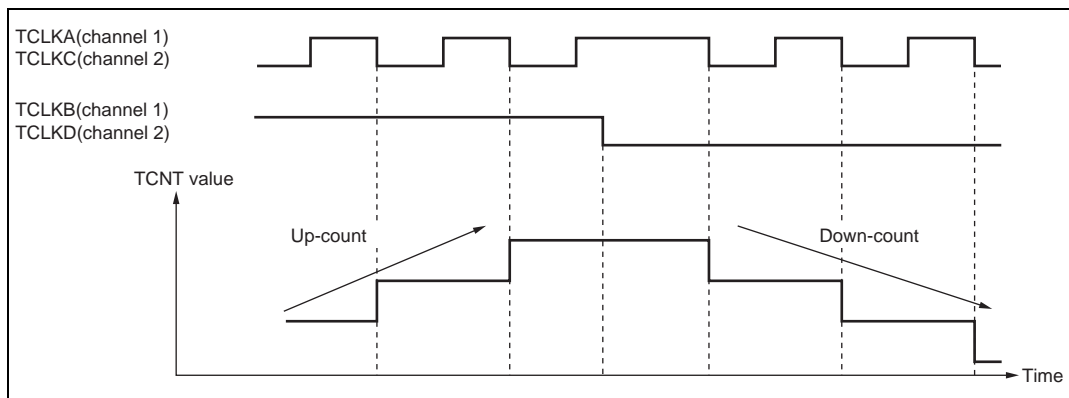 TCLKA(channel 1)
TCLKC(channel 2)
TCLKB(channel 1)
TCLKD(channel 2)
TCNT value
Up-count
Down-count
Time